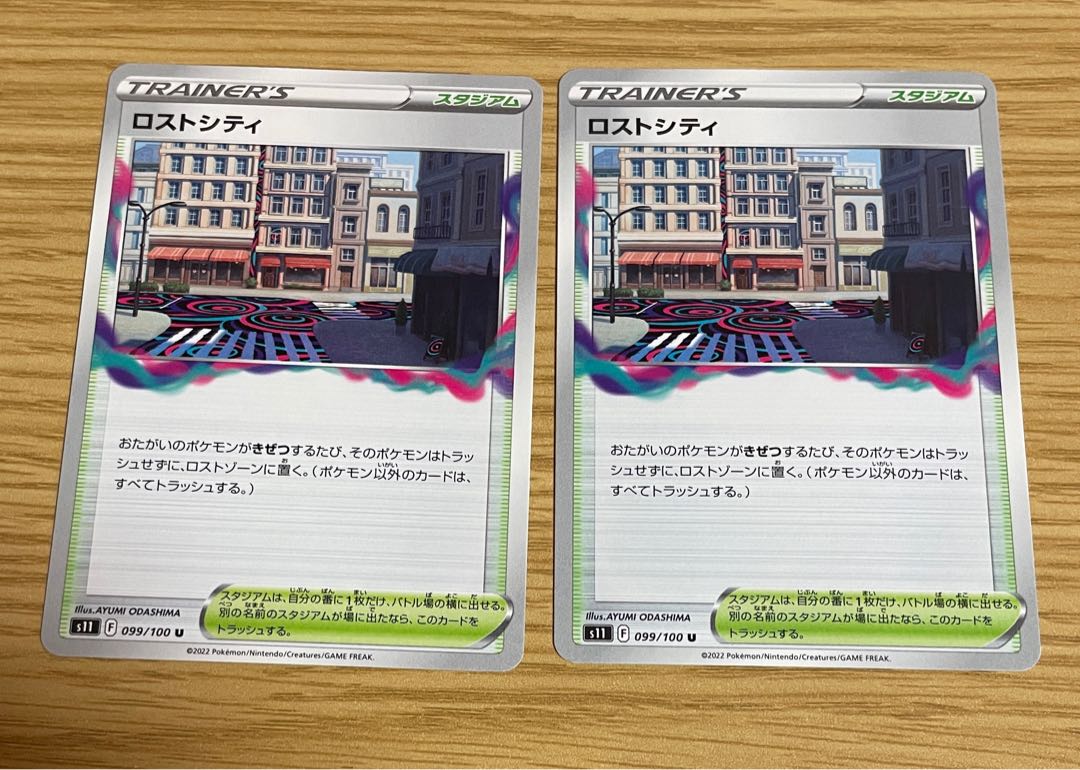 TRAINER'S スタジアム
ロストシティ
おたがいのポケモンがきぜつするたび、そのポケモンはトラッ
シュせずに、ロストゾーンに置く。(ポケモン以外のカードは、
すべてトラッシュする。)
Illus.AYUMI ODASHIMA
s11 F 099/100 U
スタジアムは、自分の番に1枚だけ、バトル場の横に出せる。
別の名前のスタジアムが場に出たなら、このカードを
トラッシュする。
©2022 Pokémon/Nintendo/Creatures/GAME FREAK.
TRAINER'S スタジアム
ロストシティ
おたがいのポケモンがきぜつするたび、そのポケモンはトラッ
シュせずに、ロストゾーンに置く。(ポケモン以外のカードは、
すべてトラッシュする。)
Illus.AYUMI ODASHIMA
s11 F 099/100 U
スタジアムは、自分の番に1枚だけ、バトル場の横に出せる。
別の名前のスタジアムが場に出たなら、このカードを
トラッシュする。
©2022 Pokémon/Nintendo/Creatures/GAME FREAK.